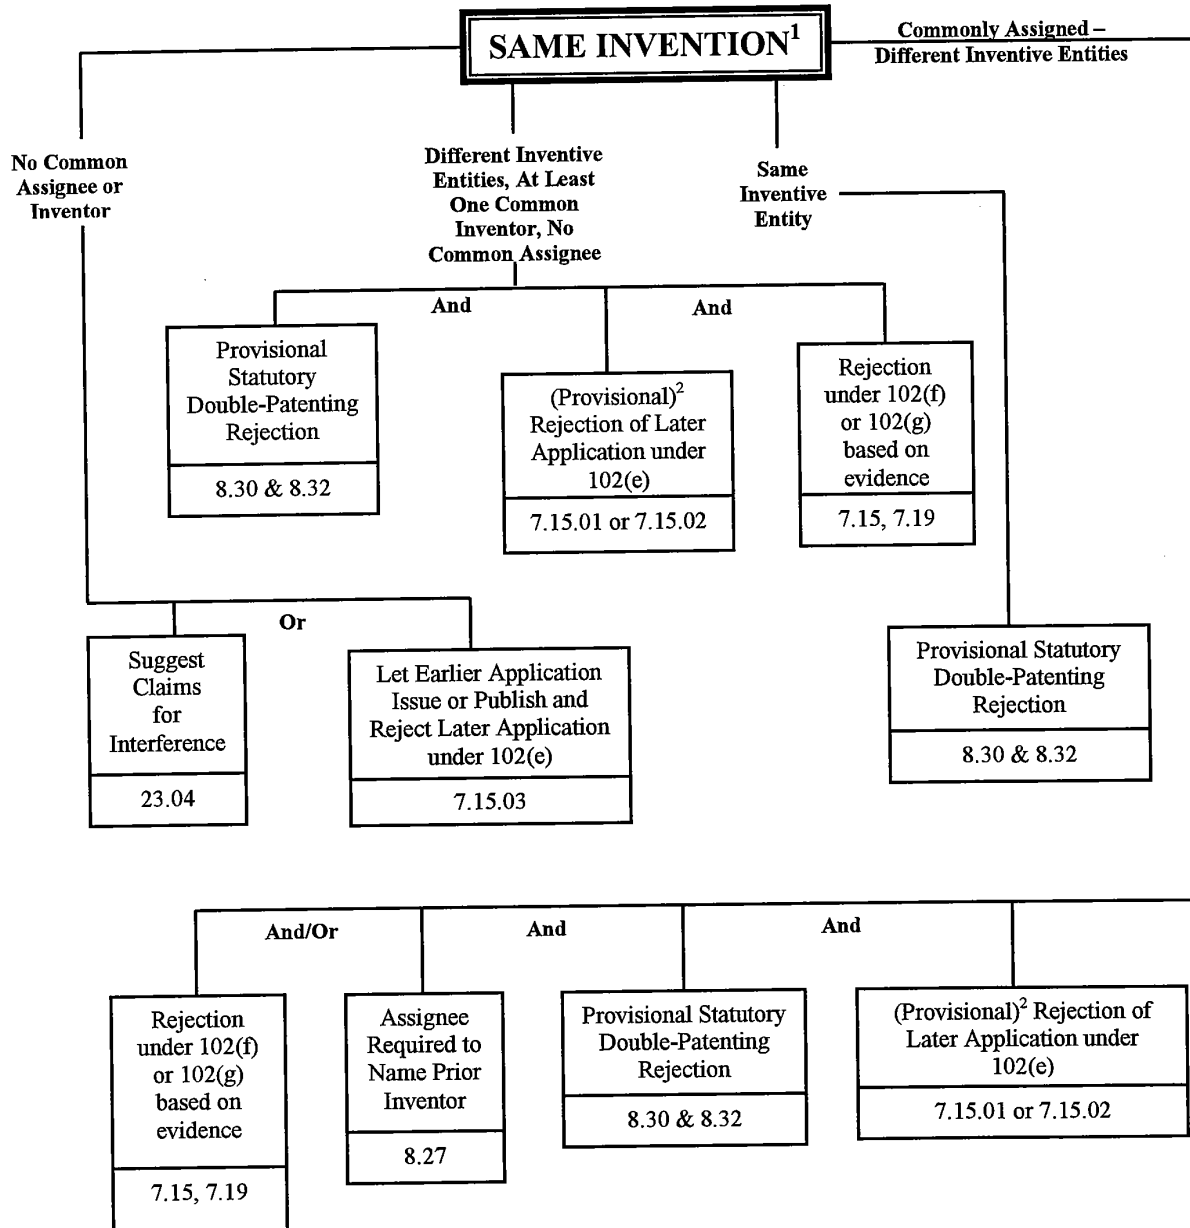 SAME INVENTION1
Commonly Assigned –
Different Inventive Entities
No Common
Assignee or
Inventor
Different Inventive
Entities, At Least
One Common
Inventor, No
Common Assignee
Same
Inventive
Entity
And
And
Provisional
Statutory
Double-Patenting
Rejection
8.30 & 8.32
(Provisional)2
Rejection of Later
Application under
102(e)
7.15.01 or 7.15.02
Rejection
under 102(f)
or 102(g)
based on
evidence
7.15, 7.19
Or
Suggest
Claims
for
Interference
23.04
Let Earlier Application
Issue or Publish and
Reject Later Application
under 102(e)
7.15.03
Provisional Statutory
Double-Patenting
Rejection
8.30 & 8.32
And/Or
And
And
Rejection
under 102(f)
or 102(g)
based on
evidence
7.15, 7.19
Assignee
Required to
Name Prior
Inventor
8.27
Provisional Statutory
Double-Patenting
Rejection
8.30 & 8.32
(Provisional)2 Rejection of
Later Application under
102(e)
7.15.01 or 7.15.02